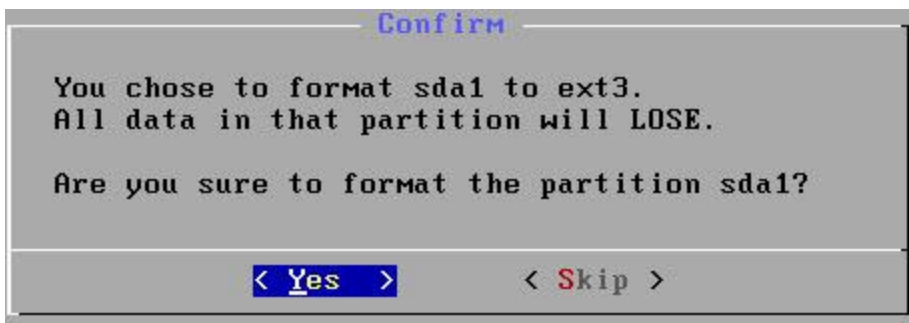 Confirm
You chose to format sda1 to ext3.
All data in that partition will LOSE.
Are you sure to format the partition sda1?
< Yes > < Skip >